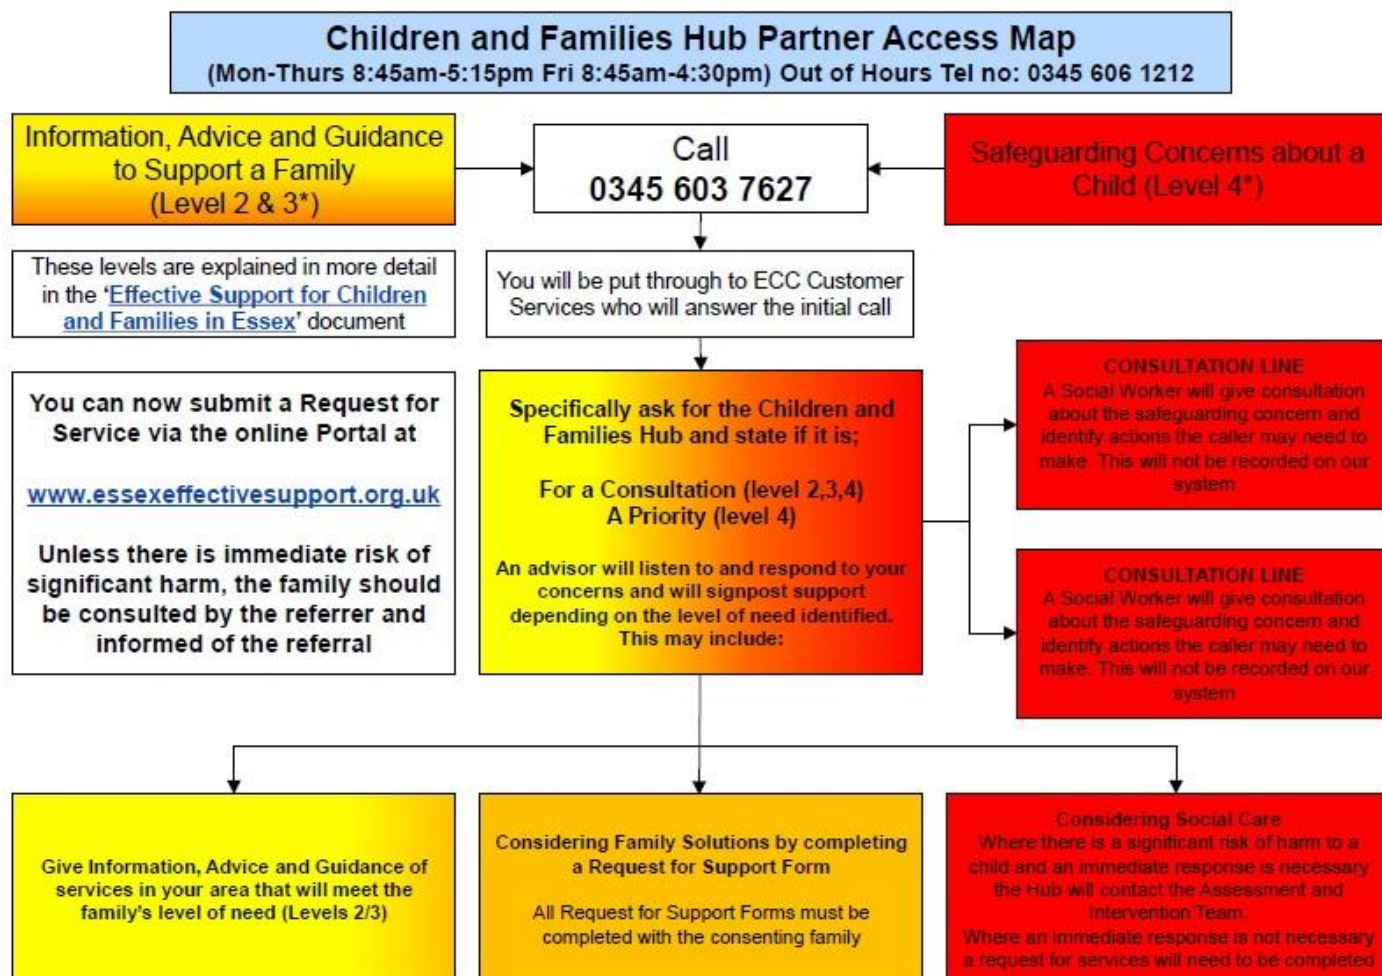 Children and Families Hub Partner Access Map
(Mon-Thurs 8:45am-5:15pm Fri 8:45am-4:30pm) Out of Hours Tel no: 0345 606 1212
Information, Advice and Guidance
to Support a Family
(Level 2 & 3*)
Call
0345 603 7627
Safeguarding Concerns about a
Child (Level 4*)
These levels are explained in more detail
in the ‘Effective Support for Children
and Families in Essex’ document
You will be put through to ECC Customer
Services who will answer the initial call
You can now submit a Request for
Service via the online Portal at
www.essexeffectivesupport.org.uk
Unless there is immediate risk of
significant harm, the family should
be consulted by the referrer and
informed of the referral
Specifically ask for the Children and
Families Hub and state if it is;
For a Consultation (level 2,3,4)
A Priority (level 4)
An advisor will listen to and respond to your
concerns and will signpost support
depending on the level of need identified.
This may include:
CONSULTATION LINE
A Social Worker will give consultation
about the safeguarding concern and
identify actions the caller may need to
make. This will not be recorded on our
system
CONSULTATION LINE
A Social Worker will give consultation
about the safeguarding concern and
identify actions the caller may need to
make. This will not be recorded on our
system
Give Information, Advice and Guidance of
services in your area that will meet the
family's level of need (Levels 2/3)
Considering Family Solutions by completing
a Request for Support Form
All Request for Support Forms must be
completed with the consenting family
Considering Social Care
Where there is a significant risk of harm to a
child and an immediate response is necessary
the Hub will contact the Assessment and
Intervention Team.
Where an immediate response is not necessary
a request for services will need to be completed